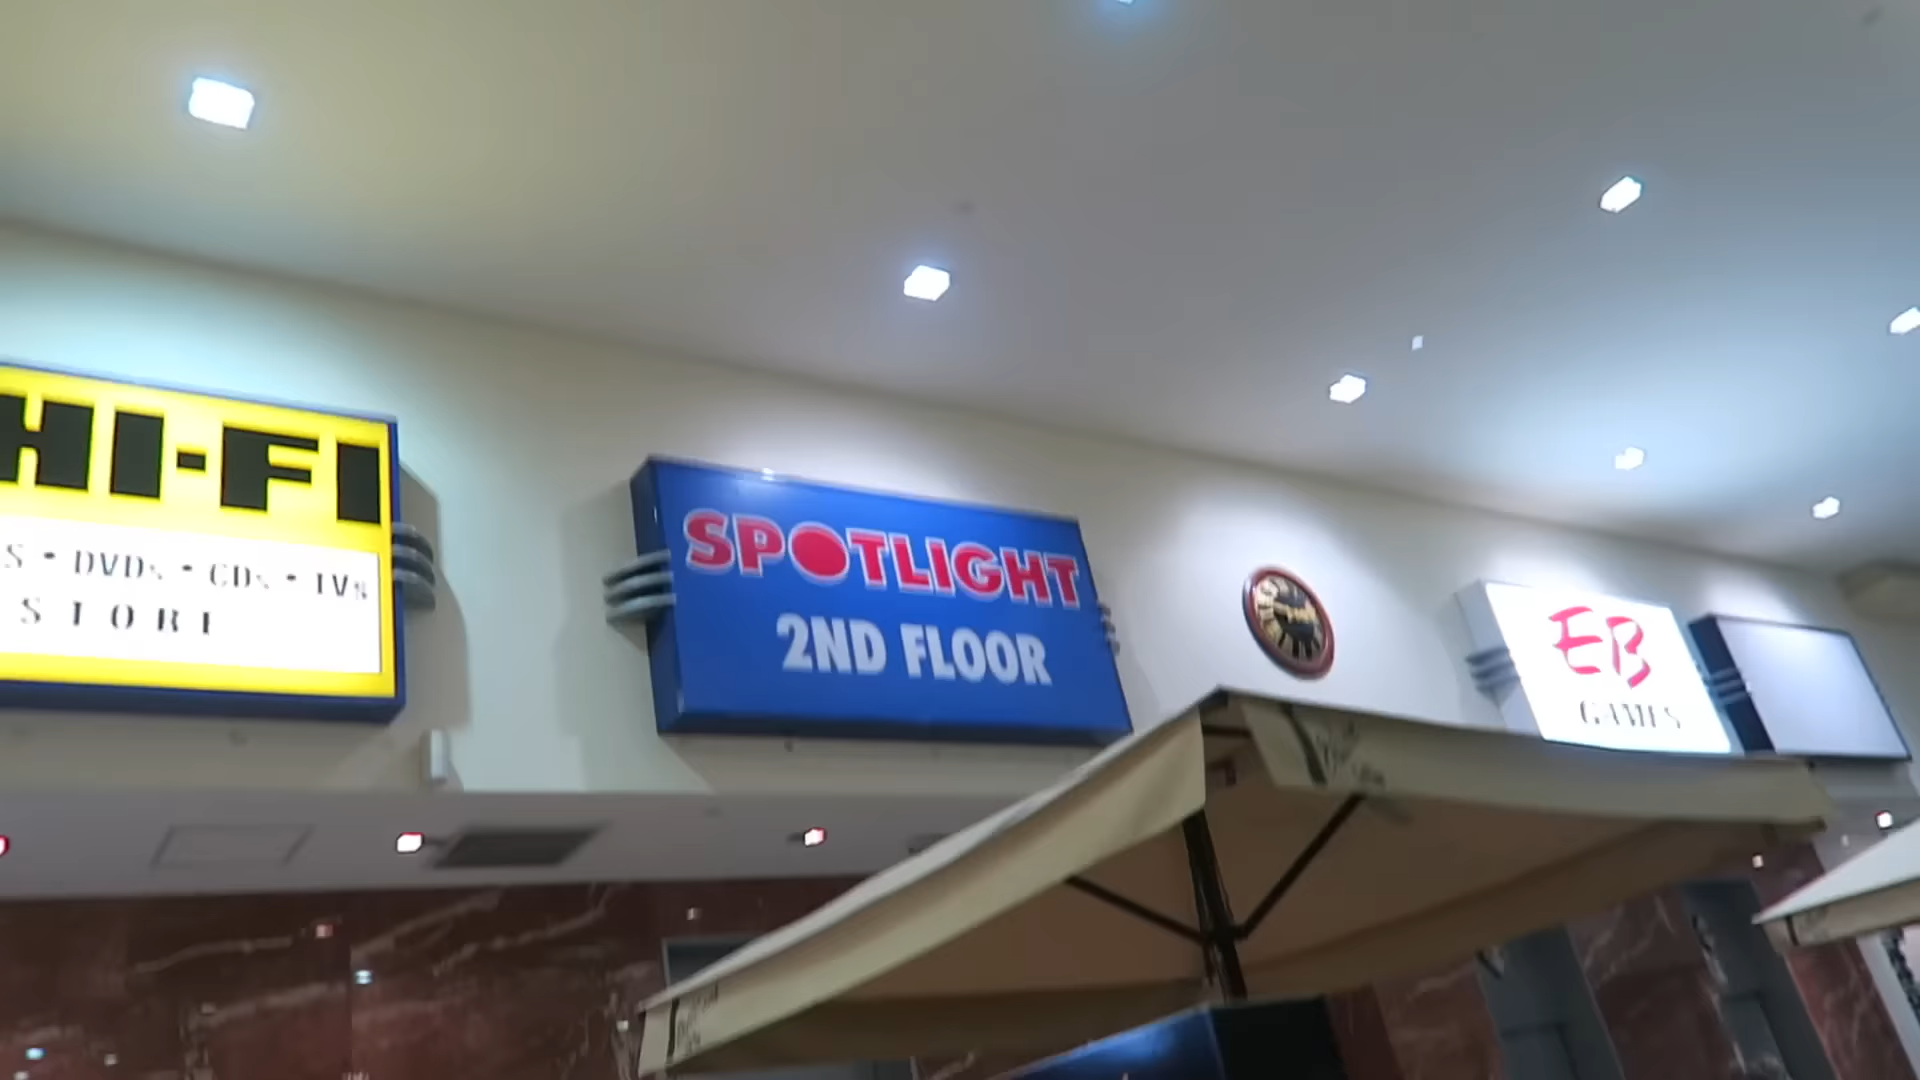 HI-FI
S • DVDs • CDs • TVs
STORE
SPOTLIGHT
2ND FLOOR
EB
GAMES